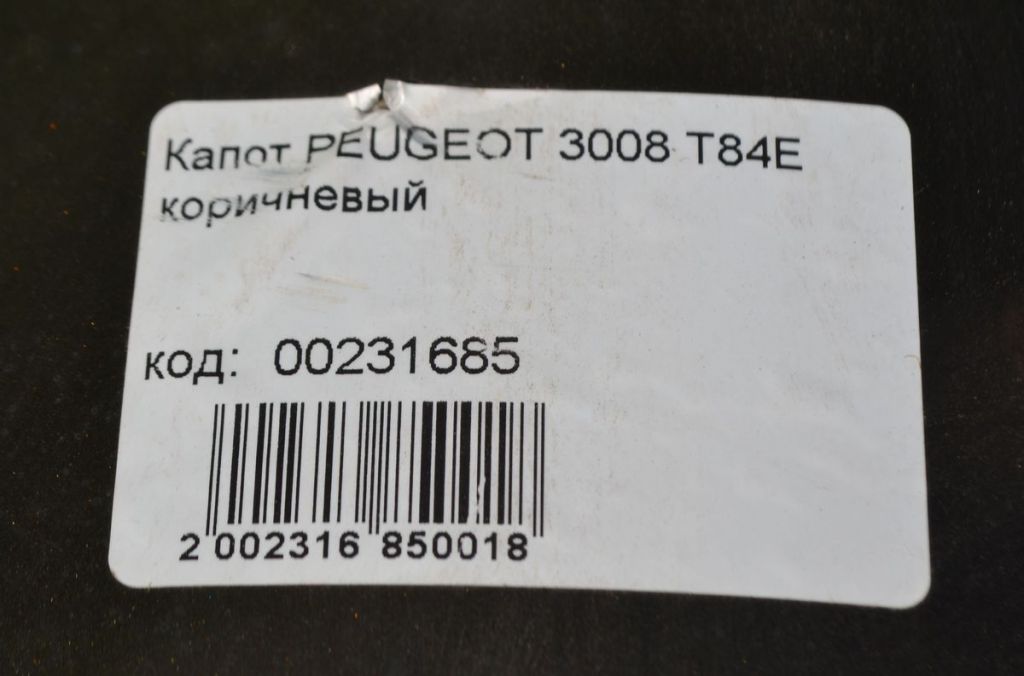 Капот PEUGEOT 3008 T84E
коричневый
код: 00231685
2 002316 850018